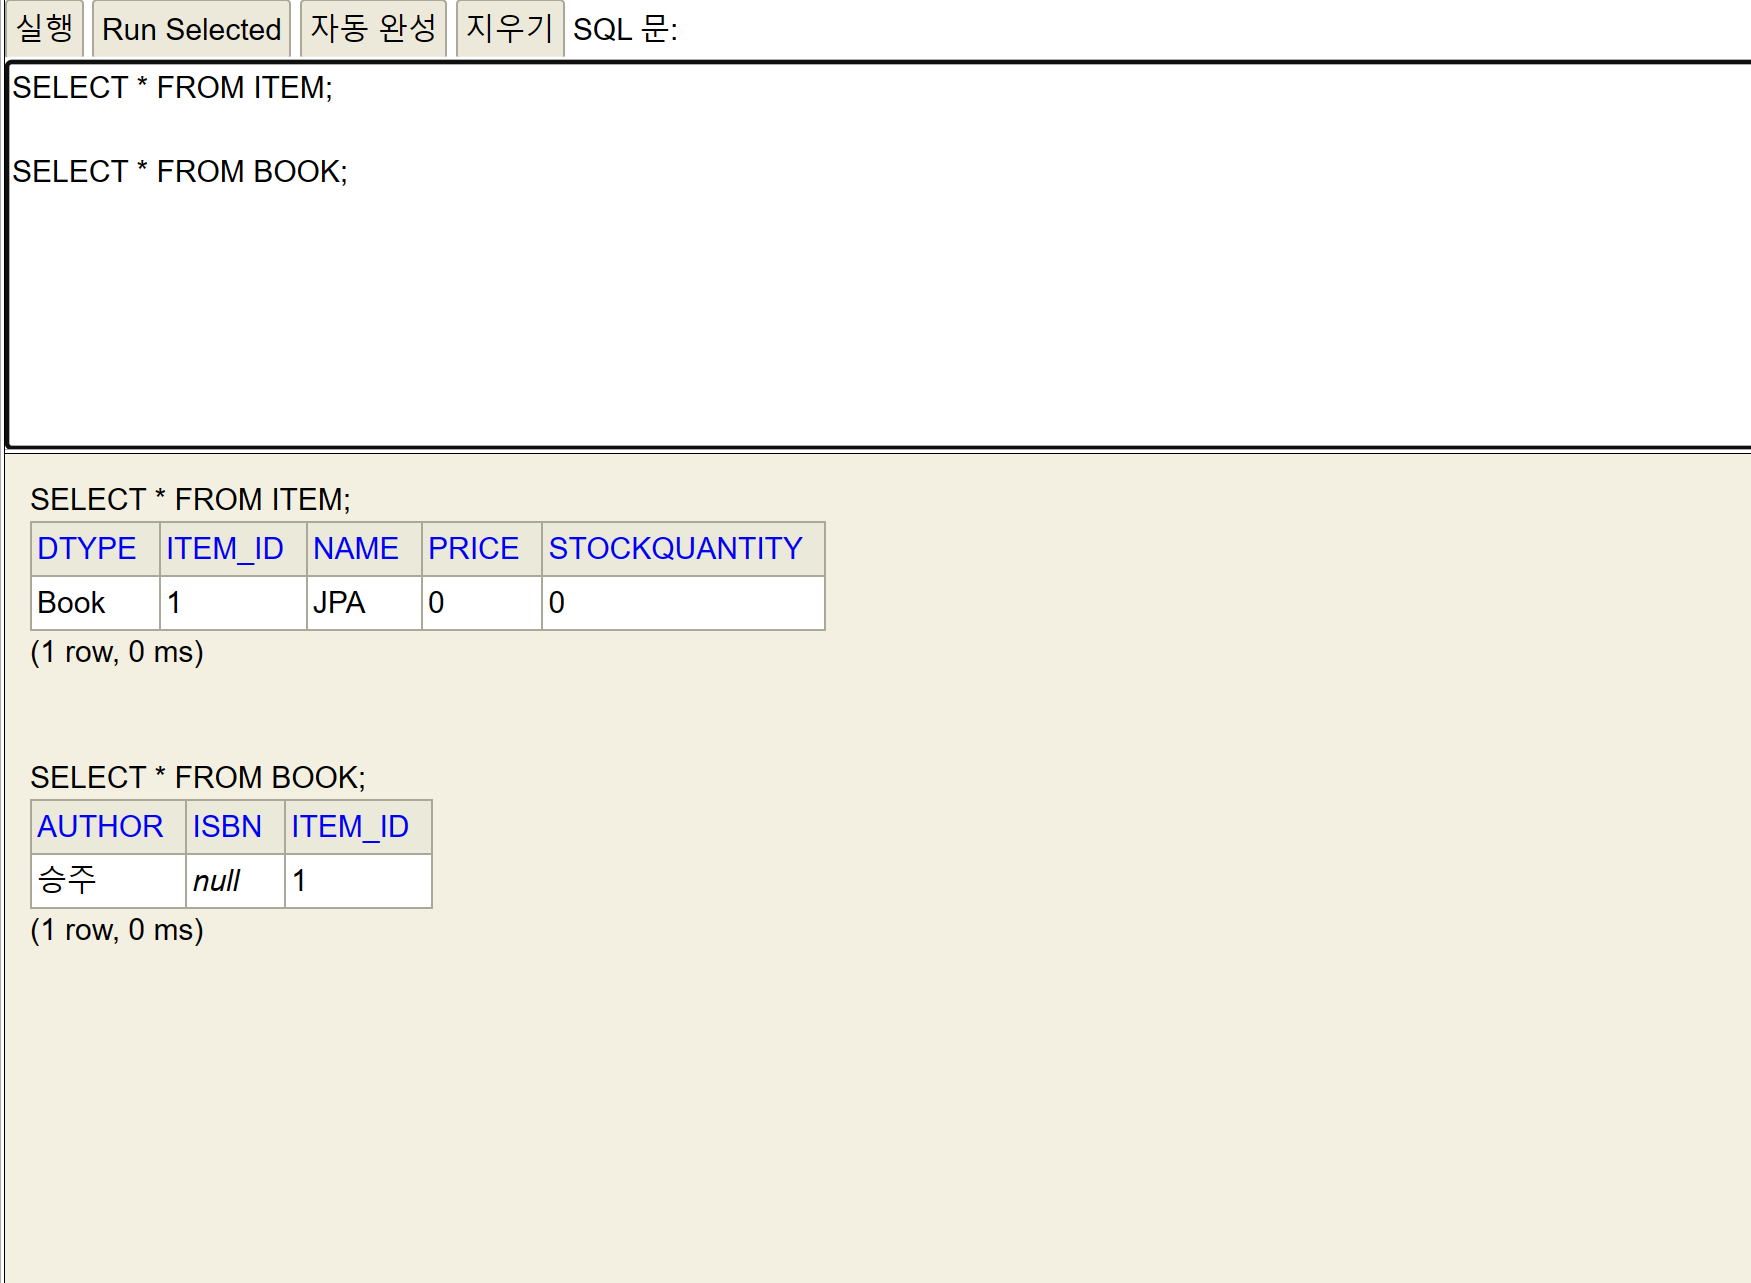 실행 Run Selected 자동 완성 지우기 SQL 문:
SELECT * FROM ITEM;
SELECT * FROM BOOK;
SELECT * FROM ITEM;
DTYPE ITEM_ID NAME PRICE STOCKQUANTITY
Book 1 JPA 0 0
(1 row, 0 ms)
SELECT * FROM BOOK;
AUTHOR ISBN ITEM_ID
승주 null 1
(1 row, 0 ms)